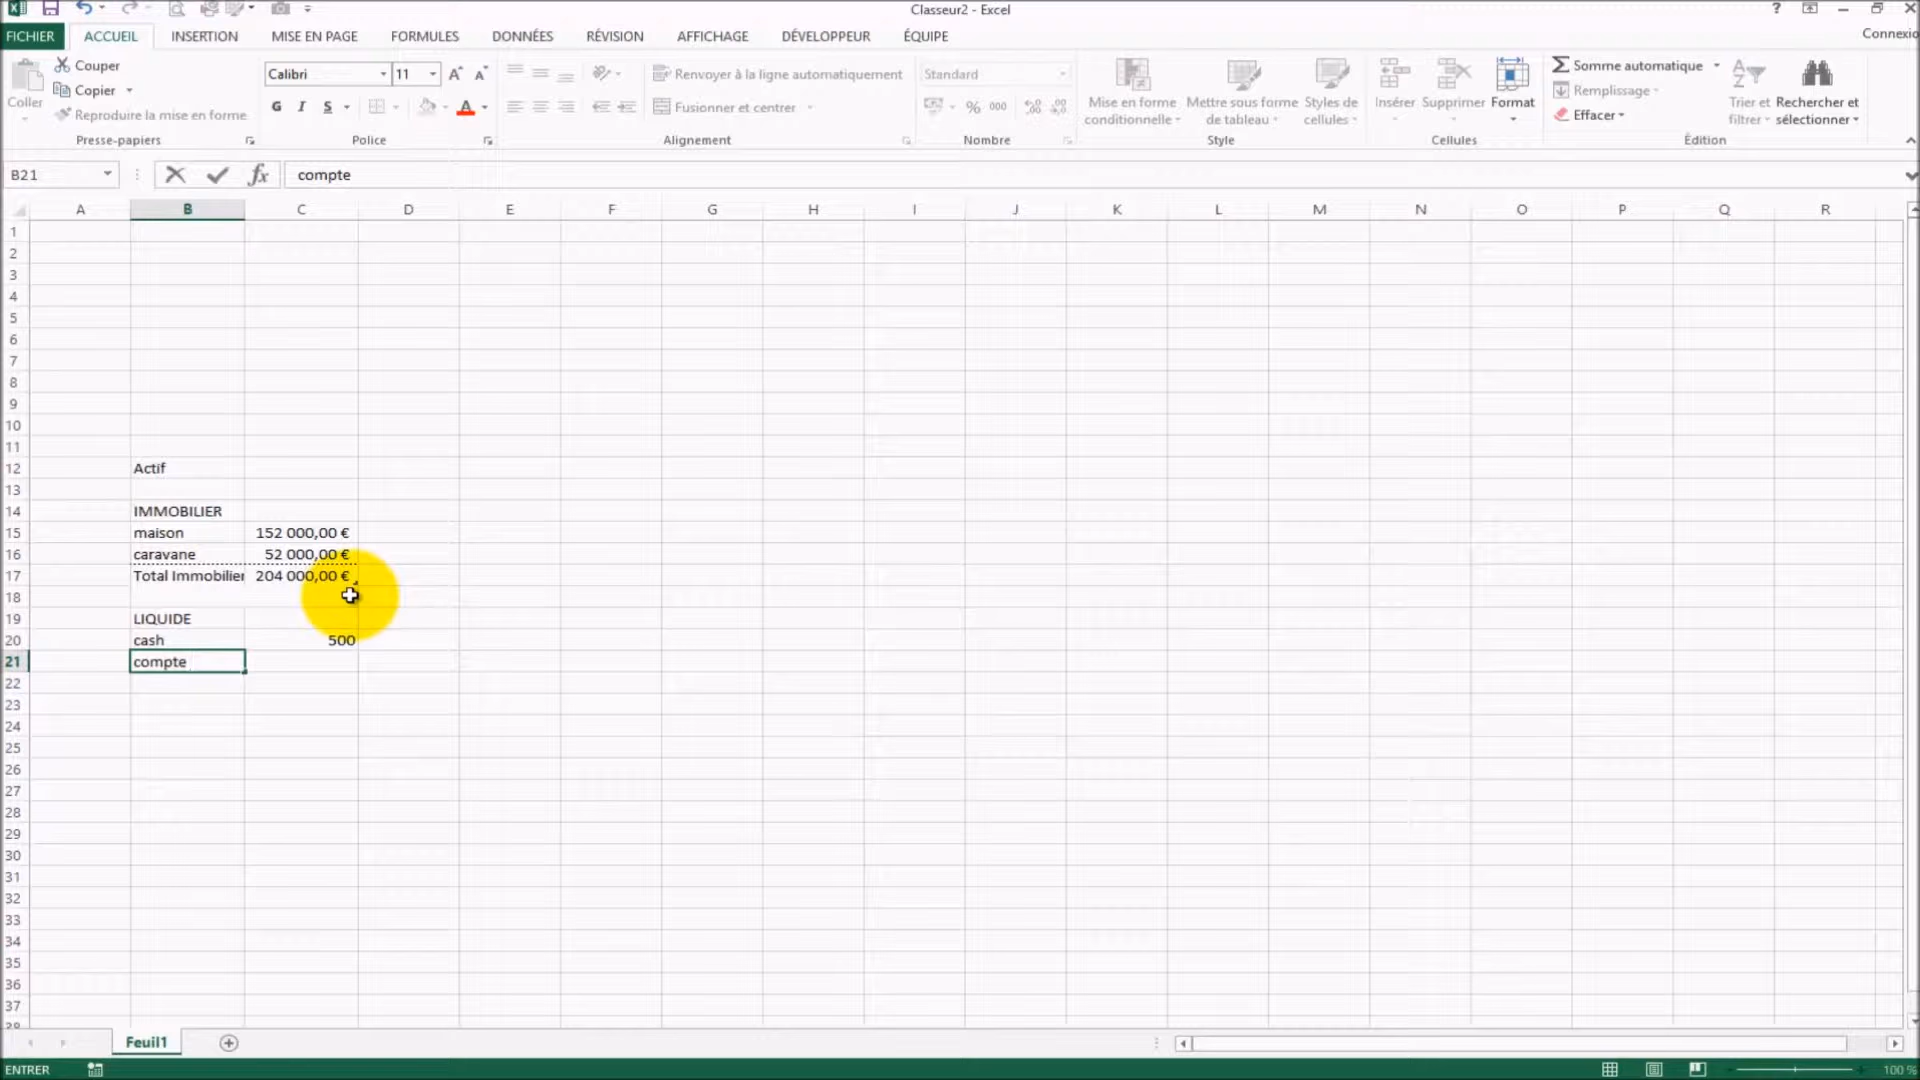 Classeur2 - Excel
?
Connexio
FICHIER ACCUEIL INSERTION MISE EN PAGE FORMULES DONNÉES RÉVISION AFFICHAGE DÉVELOPPEUR ÉQUIPE
Coller
Couper
Copier
Reproduire la mise en forme
Presse-papiers
Calibri 11
G I S
Police
Renvoyer à la ligne automatiquement
Fusionner et centrer
Alignement
Standard
% 000
Nombre
Mise en forme conditionnelle
Mettre sous forme de tableau
Styles de cellules
Style
Insérer Supprimer Format
Cellules
Somme automatique
Remplissage
Effacer
Trier et filtrer
Rechercher et sélectionner
Édition
B21 fx compte
A B C D E F G H I J K L M N O P Q R
1
2
3
4
5
6
7
8
9
10
11
12 Actif
13
14 IMMOBILIER
15 maison 152 000,00 €
16 caravane 52 000,00 €
17 Total Immobilier 204 000,00 €
18
19 LIQUIDE
20 cash 500
21 compte
22
23
24
25
26
27
28
29
30
31
32
33
34
35
36
37
38
Feuil1
ENTRER 100 %